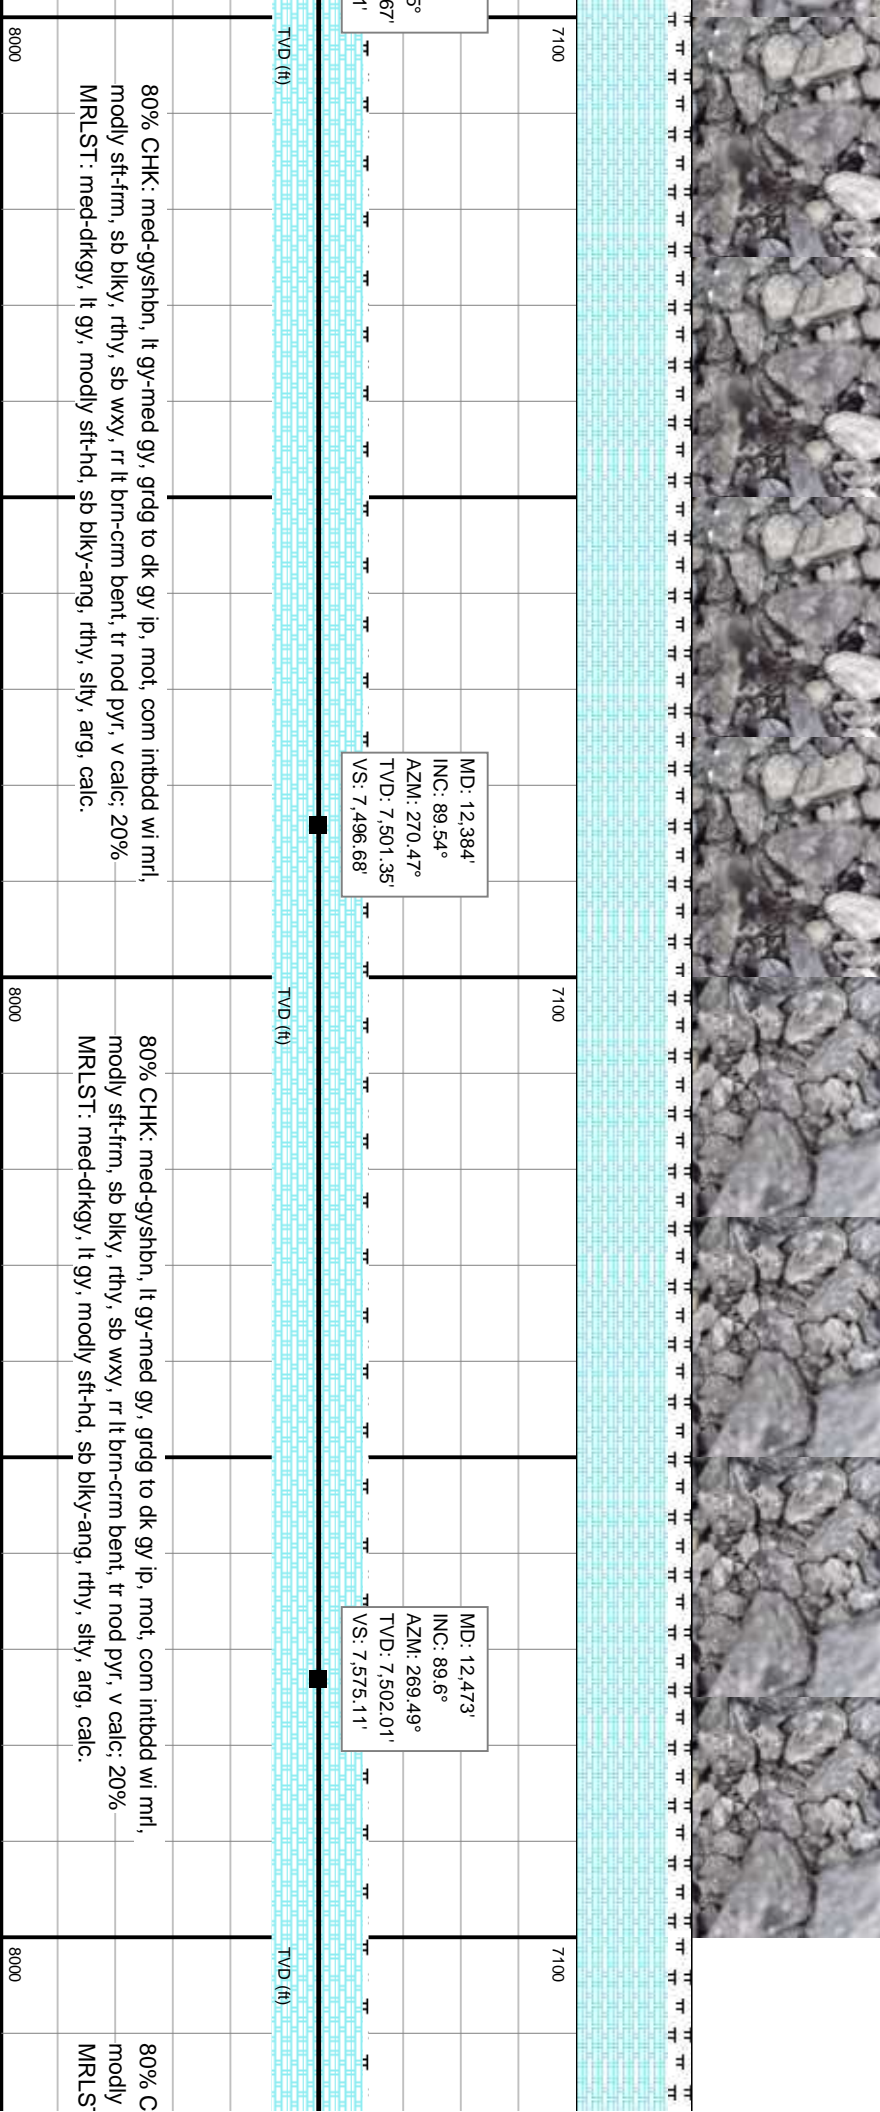 5°
67'
1'
7100
TVD (ft)
8000
80% CHK: med-gyshbn, lt gy-med gy, grdg to dk gy ip, mot, com intbdd wi mrl,
modly sft-frm, sb blky, rthy, sb wxy, rr lt brn-crm bent, tr nod pyr, v calc; 20%
MRLST: med-drkgy, lt gy, modly sft-hd, sb blky-ang, rthy, slty, arg, calc.
MD: 12,384'
INC: 89.54°
AZM: 270.47°
TVD: 7,501.35'
VS: 7,496.68'
7100
TVD (ft)
8000
80% CHK: med-gyshbn, lt gy-med gy, grdg to dk gy ip, mot, com intbdd wi mrl,
modly sft-frm, sb blky, rthy, sb wxy, rr lt brn-crm bent, tr nod pyr, v calc; 20%
MRLST: med-drkgy, lt gy, modly sft-hd, sb blky-ang, rthy, slty, arg, calc.
MD: 12,473'
INC: 89.6°
AZM: 269.49°
TVD: 7,502.01'
VS: 7,575.11'
7100
TVD (ft)
8000
80% C
modly
MRLST